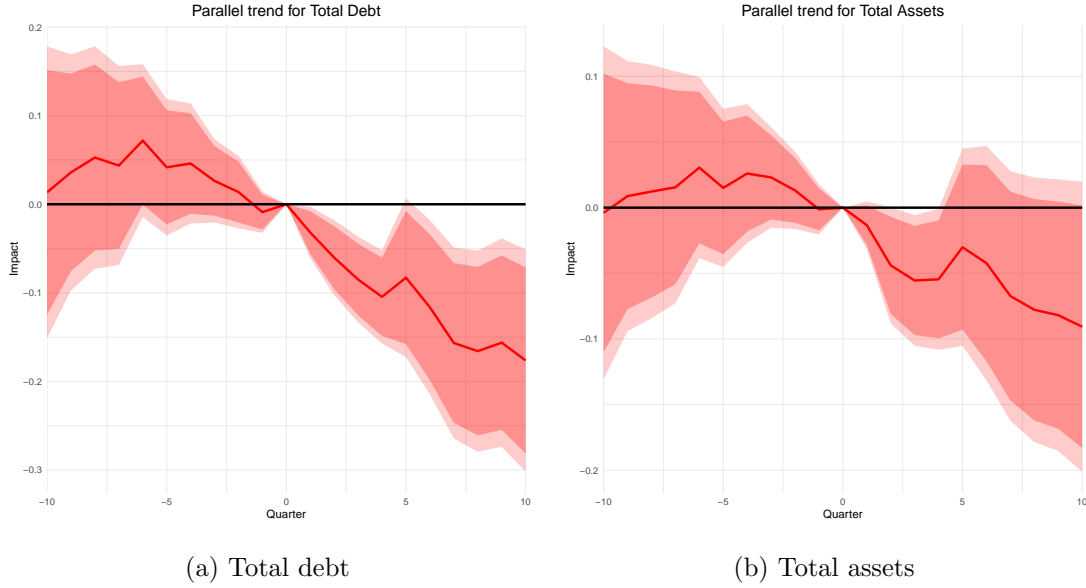 Parallel trend for Total Debt
0.2
0.1
0.0
−0.1
−0.2
−0.3
Impact
−10
−5
0
5
10
Quarter
(a) Total debt
Parallel trend for Total Assets
0.1
0.0
−0.1
−0.2
Impact
−10
−5
0
5
10
Quarter
(b) Total assets